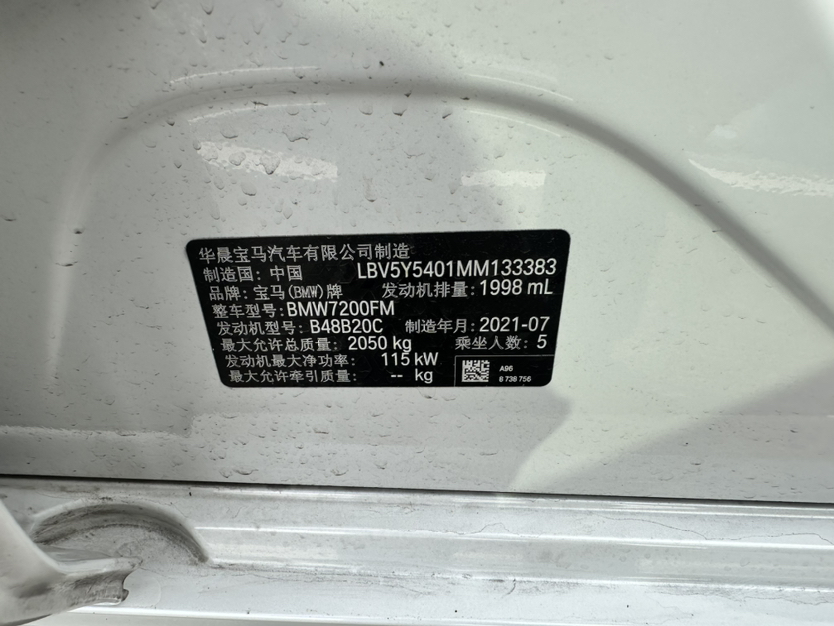 华晨宝马汽车有限公司制造
制造国: 中国 LBV5Y5401MM133383
品牌: 宝马(BMW)牌 发动机排量: 1998 mL
整车型号: BMW7200FM
发动机型号: B48B20C 制造年月: 2021-07
最大允许总质量: 2050 kg 乘坐人数: 5
发动机最大净功率: 115 kW
最大允许牵引质量: -- kg
A96
8 738 756